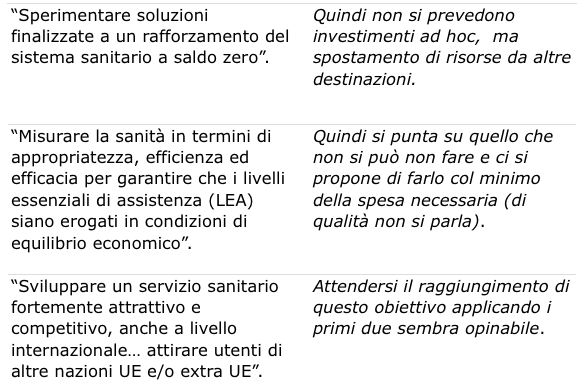 “Sperimentare soluzioni
finalizzate a un rafforzamento del
sistema sanitario a saldo zero”.
Quindi non si prevedono
investimenti ad hoc,  ma
spostamento di risorse da altre
destinazioni.
“Misurare la sanità in termini di
appropriatezza, efficienza ed
efficacia per garantire che i livelli
essenziali di assistenza (LEA)
siano erogati in condizioni di
equilibrio economico”.
Quindi si punta su quello che
non si può non fare e ci si
propone di farlo col minimo
della spesa necessaria (di
qualità non si parla).
“Sviluppare un servizio sanitario
fortemente attrattivo e
competitivo, anche a livello
internazionale… attirare utenti di
altre nazioni UE e/o extra UE”.
Attendersi il raggiungimento di
questo obiettivo applicando i
primi due sembra opinabile.